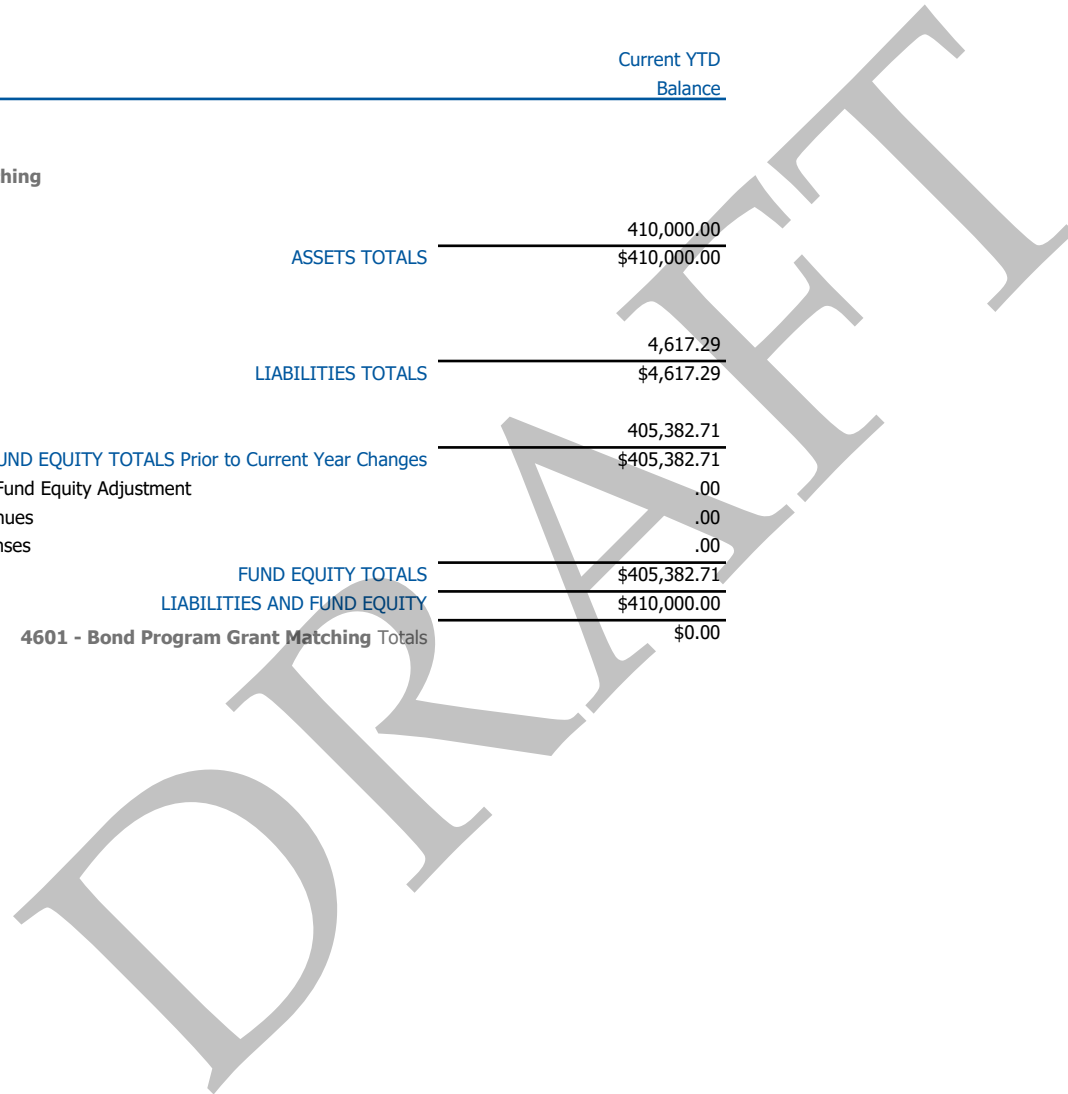 Current YTD
Balance
hing
410,000.00
ASSETS TOTALS $410,000.00
4,617.29
LIABILITIES TOTALS $4,617.29
405,382.71
UND EQUITY TOTALS Prior to Current Year Changes $405,382.71
Fund Equity Adjustment .00
nues .00
nses .00
FUND EQUITY TOTALS $405,382.71
LIABILITIES AND FUND EQUITY $410,000.00
4601 - Bond Program Grant Matching Totals $0.00
DRAFT